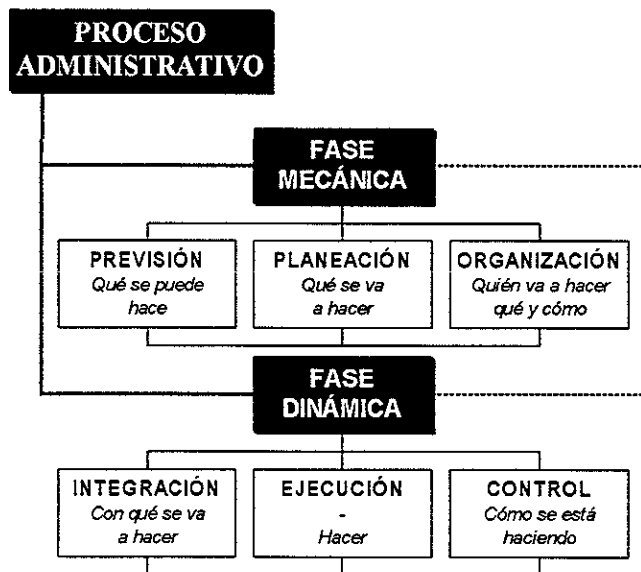 PROCESO
ADMINISTRATIVO
FASE
MECÁNICA
PREVISIÓN
Qué se puede
hace
PLANEACIÓN
Qué se va
a hacer
ORGANIZACIÓN
Quién va a hacer
qué y cómo
FASE
DINÁMICA
INTEGRACIÓN
Con qué se va
a hacer
EJECUCIÓN
-
Hacer
CONTROL
Cómo se está
haciendo